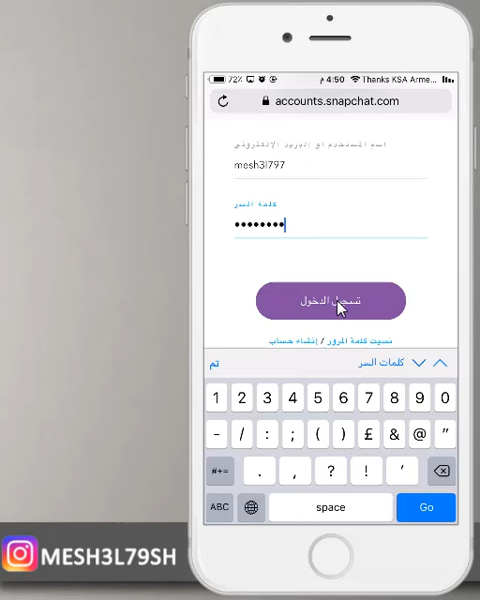 72% 4:50 م Thanks KSA Arme...
accounts.snapchat.com
اسم المستخدم او البريد الإلكتروني
mesh3l797
كلمة السر
••••••••
تسجيل الدخول
نسيت كلمة المرور / إنشاء حساب
تم كلمات السر
1 2 3 4 5 6 7 8 9 0
- / : ; ( ) £ & @ "
#+= . , ? ! ' 
ABC space Go
MESH3L79SH